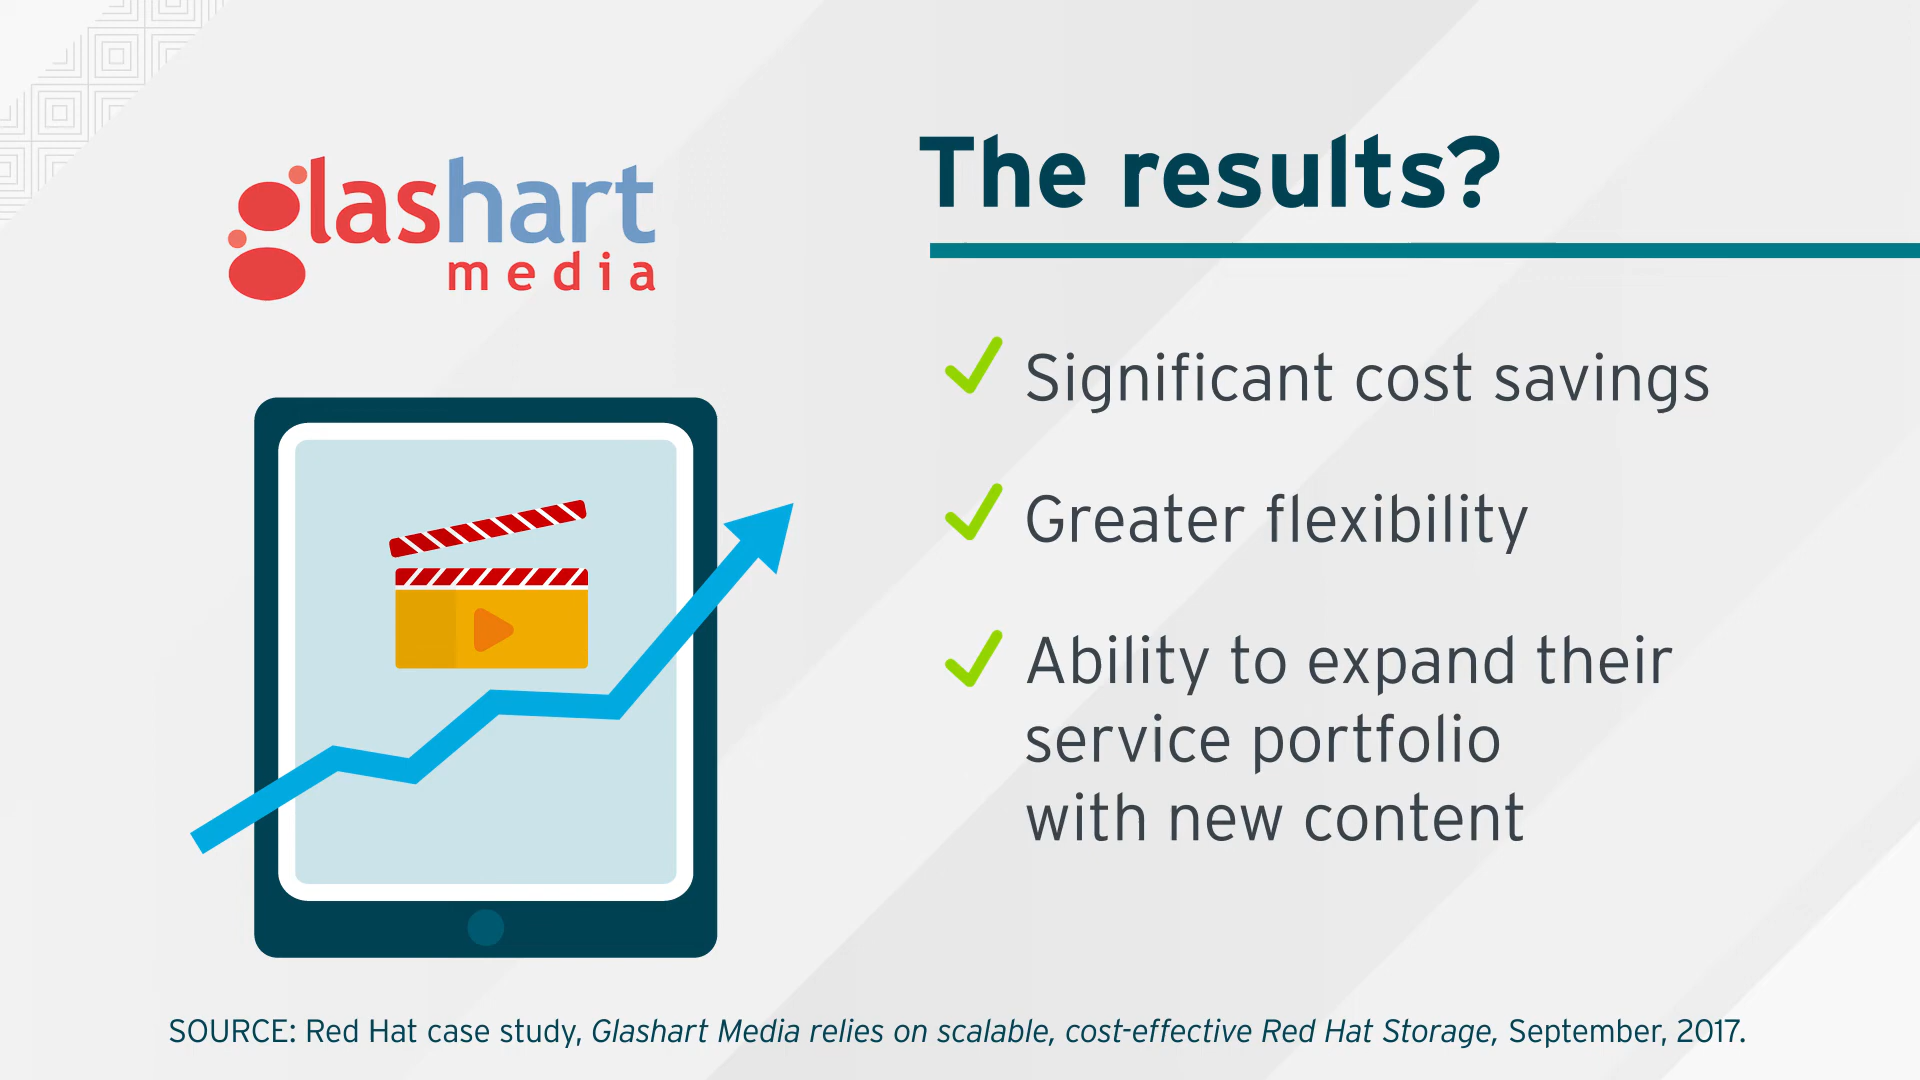 glashart
media
The results?
Significant cost savings
Greater flexibility
Ability to expand their
service portfolio
with new content
SOURCE: Red Hat case study, Glashart Media relies on scalable, cost-effective Red Hat Storage, September, 2017.